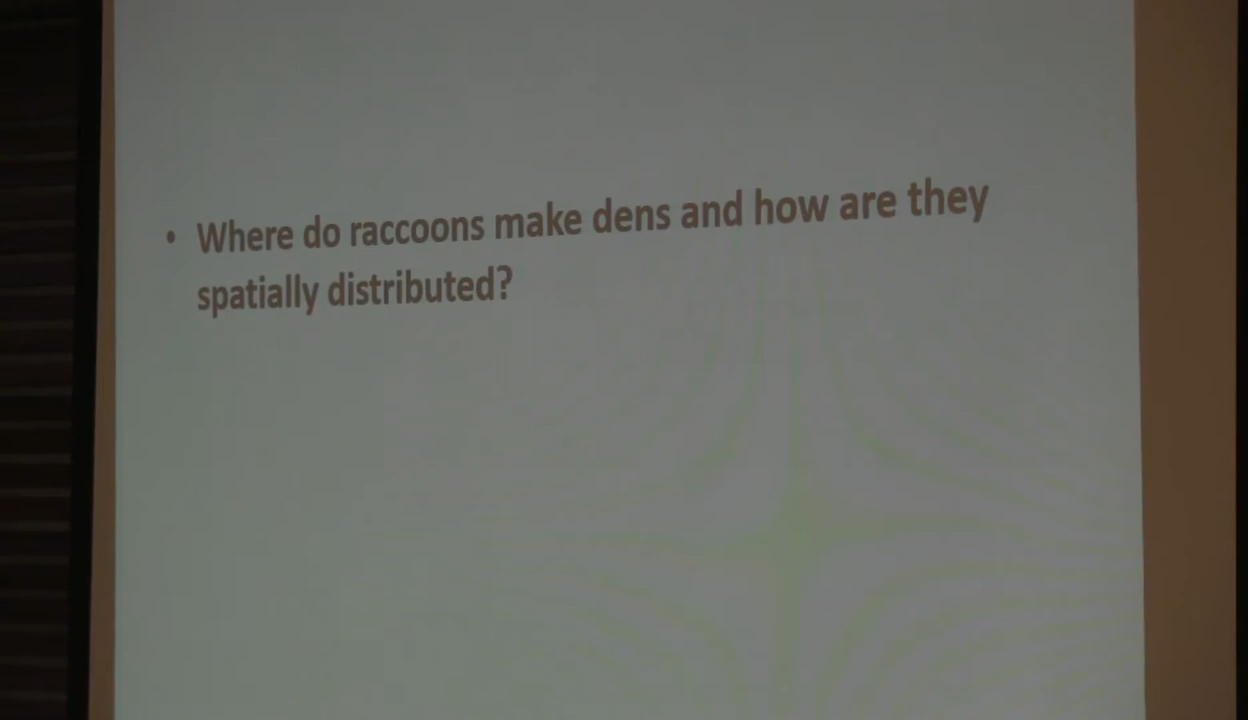 • Where do raccoons make dens and how are they
spatially distributed?